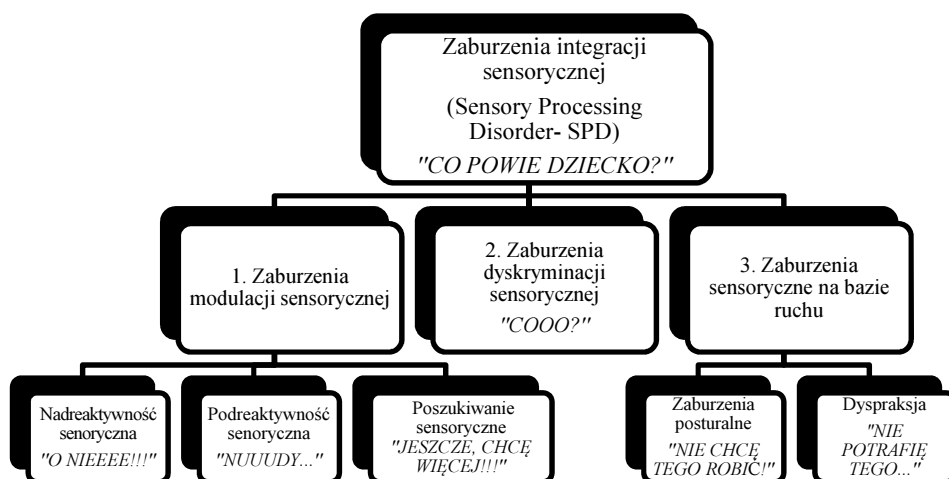 Zaburzenia integracji
sensorycznej
(Sensory Processing
Disorder- SPD)
"CO POWIE DZIECKO?"
1. Zaburzenia
modulacji sensorycznej
2. Zaburzenia
dyskryminacji
sensorycznej
"COOO?"
3. Zaburzenia
sensoryczne na bazie
ruchu
Nadreaktywność
senoryczna
"O NIEEEE!!!"
Podreaktywność
senoryczna
"NUUUDY..."
Poszukiwanie
sensoryczne
"JESZCZE, CHCĘ
WIĘCEJ!!!"
Zaburzenia
posturalne
"NIE CHCĘ
TEGO ROBIĆ!"
Dyspraksja
"NIE
POTRAFIĘ
TEGO..."